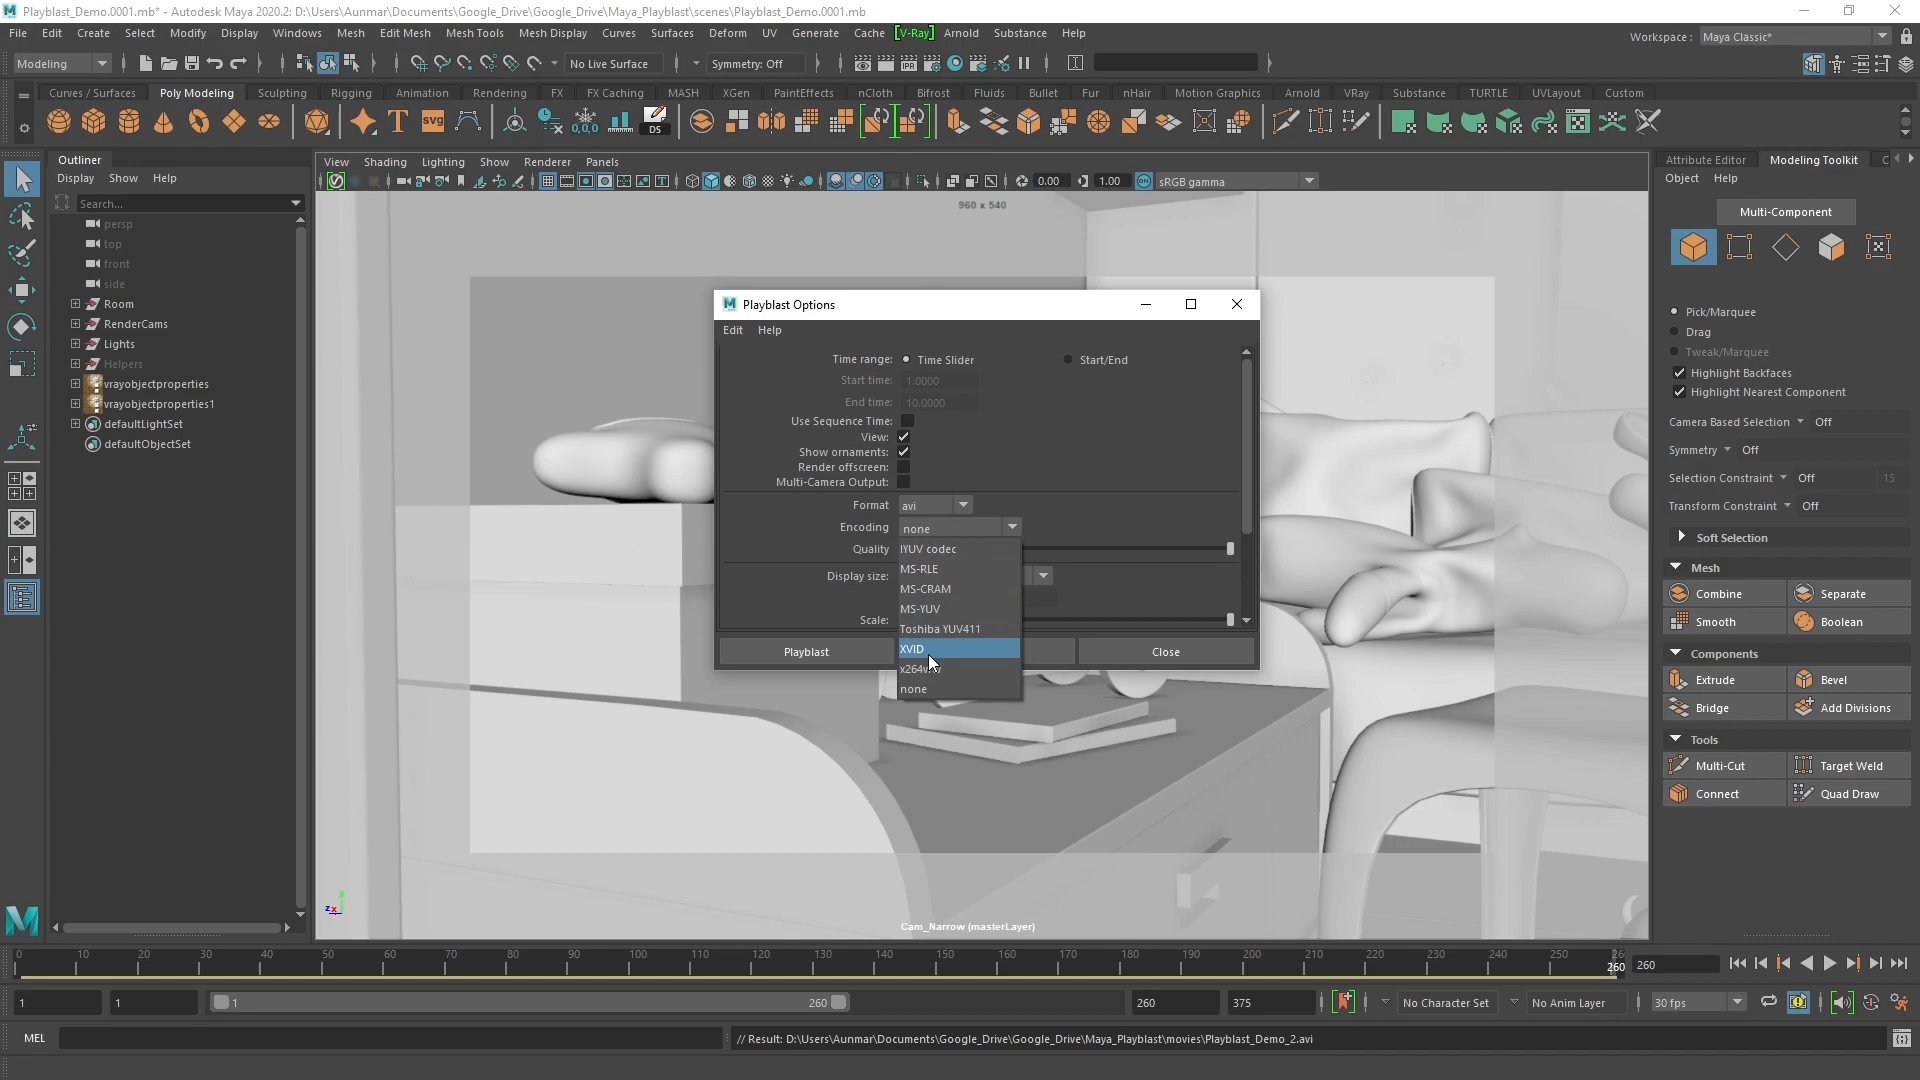 Playblast_Demo.0001.mb* - Autodesk Maya 2020.2: D:\Users\Aunmar\Documents\Google_Drive\Google_Drive\Maya_Playblast\scenes\Playblast_Demo.0001.mb
File Edit Create Select Modify Display Windows Mesh Edit Mesh Mesh Tools Mesh Display Curves Surfaces Deform UV Generate Cache [V-Ray] Arnold Substance Help
Workspace : Maya Classic*
Modeling No Live Surface Symmetry: Off
Curves / Surfaces Poly Modeling Sculpting Rigging Animation Rendering FX FX Caching MASH XGen PaintEffects nCloth Bifrost Fluids Bullet Fur nHair Motion Graphics Arnold VRay Substance TURTLE UVLayout Custom
Outliner
Display Show Help
Search...
persp
top
front
side
Room
RenderCams
Lights
Helpers
vrayobjectproperties
vrayobjectproperties1
defaultLightSet
defaultObjectSet
View Shading Lighting Show Renderer Panels
0.00 1.00 sRGB gamma
960 x 540
Playblast Options
Edit Help
Time range: Time Slider Start/End
Start time: 1.0000
End time: 10.0000
Use Sequence Time:
View:
Show ornaments:
Render offscreen:
Multi-Camera Output:
Format avi
Encoding none
Quality
Display size:
Scale:
IYUV codec
MS-RLE
MS-CRAM
MS-YUV
Toshiba YUV411
XVID
none
Playblast Close
Cam_Narrow (masterLayer)
Attribute Editor Modeling Toolkit
Object Help
Multi-Component
Pick/Marquee
Drag
Tweak/Marquee
Highlight Backfaces
Highlight Nearest Component
Camera Based Selection Off
Symmetry Off
Selection Constraint Off 15
Transform Constraint Off
Soft Selection
Mesh
Combine Separate
Smooth Boolean
Components
Extrude Bevel
Bridge Add Divisions
Tools
Multi-Cut Target Weld
Connect Quad Draw
0 10 20 30 40 50 60 70 80 90 100 110 120 130 140 150 160 170 180 190 200 210 220 230 240 250
260 260
1 1 1 260 260 375 No Character Set No Anim Layer 30 fps
MEL // Result: D:\Users\Aunmar\Documents\Google_Drive\Google_Drive\Maya_Playblast\movies\Playblast_Demo_2.avi